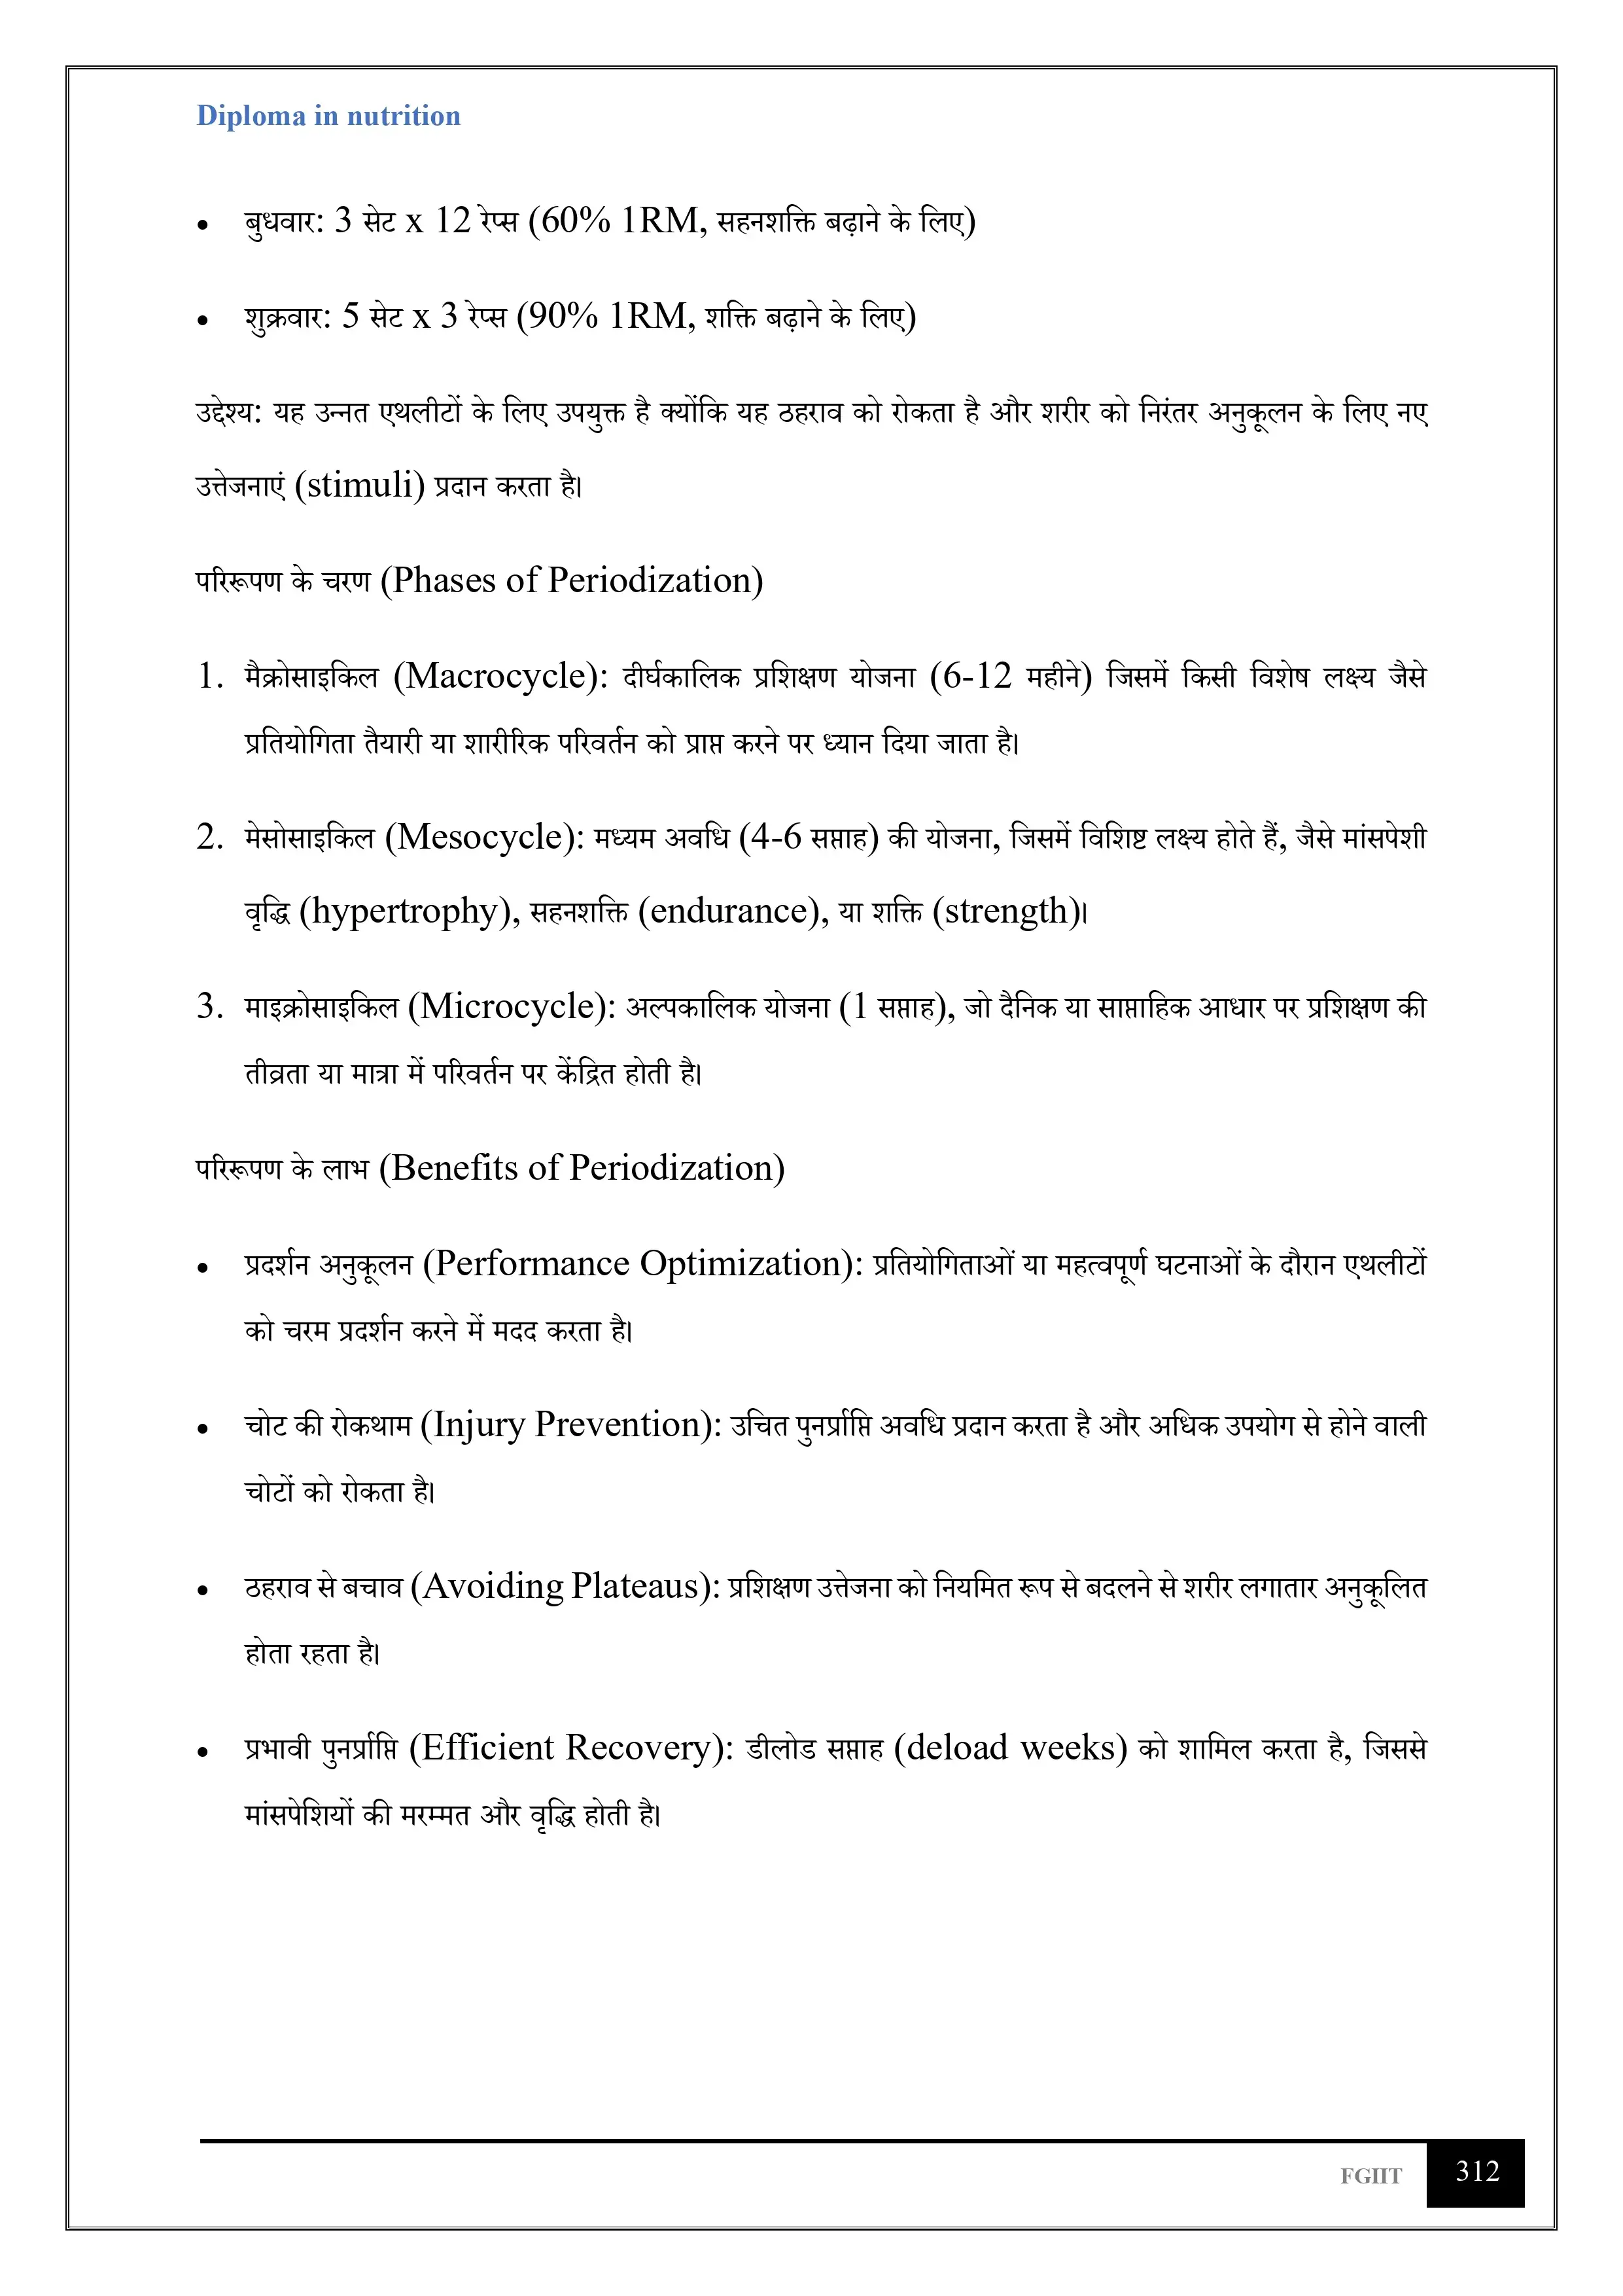 Diploma in nutrition
• बुधवार: 3 सेट x 12 रेप्स (60% 1RM, सहनशक्ति बढ़ाने के लिए)
• शुक्रवार: 5 सेट x 3 रेप्स (90% 1RM, शक्ति बढ़ाने के लिए)
उद्देश्य: यह उन्नत एथलीटों के लिए उपयुक्त है क्योंकि यह ठहराव को रोकता है और शरीर को निरंतर अनुकूलन के लिए नए
उत्तेजनाएं (stimuli) प्रदान करता है।
परिरूपण के चरण (Phases of Periodization)
1. मैक्रोसाइकिल (Macrocycle): दीर्घकालिक प्रशिक्षण योजना (6-12 महीने) जिसमें किसी विशेष लक्ष्य जैसे
प्रतियोगिता तैयारी या शारीरिक परिवर्तन को प्राप्त करने पर ध्यान दिया जाता है।
2. मेसोसाइकिल (Mesocycle): मध्यम अवधि (4-6 सप्ताह) की योजना, जिसमें विशिष्ट लक्ष्य होते हैं, जैसे मांसपेशी
वृद्धि (hypertrophy), सहनशक्ति (endurance), या शक्ति (strength)।
3. माइक्रोसाइकिल (Microcycle): अल्पकालिक योजना (1 सप्ताह), जो दैनिक या साप्ताहिक आधार पर प्रशिक्षण की
तीव्रता या मात्रा में परिवर्तन पर केंद्रित होती है।
परिरूपण के लाभ (Benefits of Periodization)
• प्रदर्शन अनुकूलन (Performance Optimization): प्रतियोगिताओं या महत्वपूर्ण घटनाओं के दौरान एथलीटों
को चरम प्रदर्शन करने में मदद करता है।
• चोट की रोकथाम (Injury Prevention): उचित पुनर्प्राप्ति अवधि प्रदान करता है और अधिक उपयोग से होने वाली
चोटों को रोकता है।
• ठहराव से बचाव (Avoiding Plateaus): प्रशिक्षण उत्तेजना को नियमित रूप से बदलने से शरीर लगातार अनुकूलित
होता रहता है।
• प्रभावी पुनर्प्राप्ति (Efficient Recovery): डीलोड सप्ताह (deload weeks) को शामिल करता है, जिससे
मांसपेशियों की मरम्मत और वृद्धि होती है।
FGIIT 312